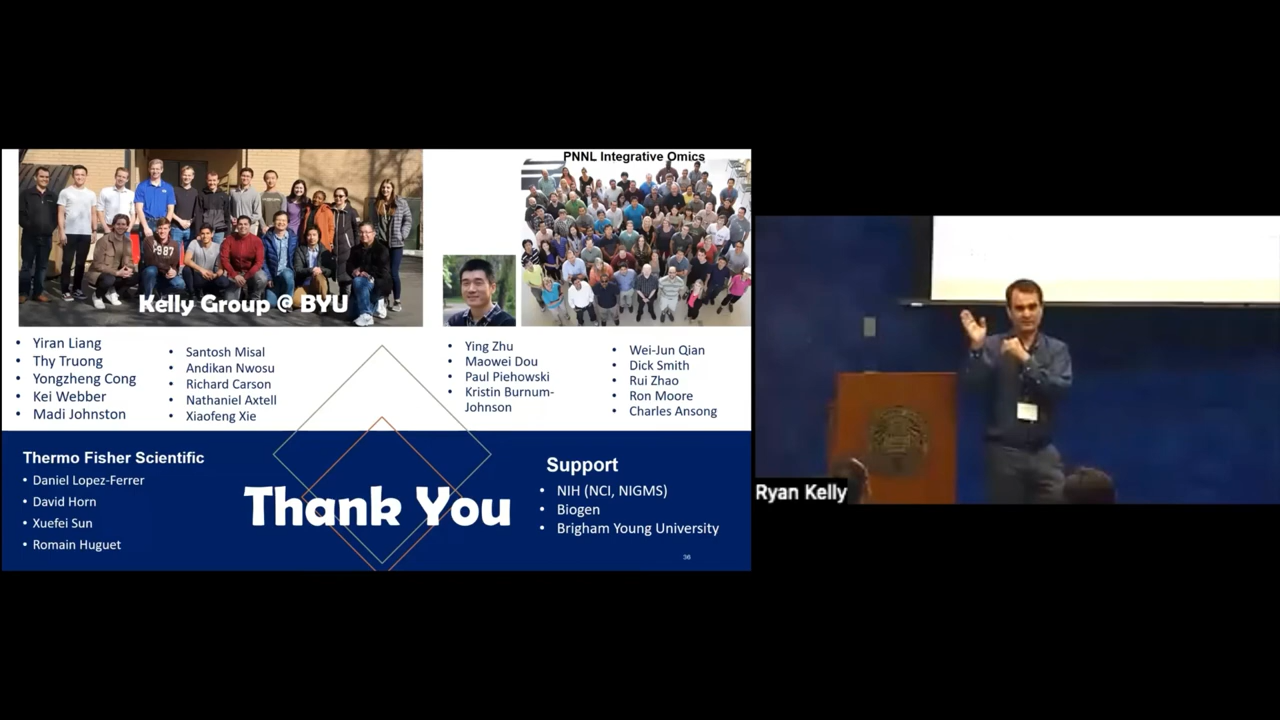 PNNL Integrative Omics
Kelly Group @ BYU
• Yiran Liang
• Thy Truong
• Yongzheng Cong
• Kei Webber
• Madi Johnston
• Santosh Misal
• Andikan Nwosu
• Richard Carson
• Nathaniel Axtell
• Xiaofeng Xie
• Ying Zhu
• Maowei Dou
• Paul Piehowski
• Kristin Burnum-
Johnson
• Wei-Jun Qian
• Dick Smith
• Rui Zhao
• Ron Moore
• Charles Ansong
Thermo Fisher Scientific
• Daniel Lopez-Ferrer
• David Horn
• Xuefei Sun
• Romain Huguet
Thank You
Support
• NIH (NCI, NIGMS)
• Biogen
• Brigham Young University
36
Ryan Kelly